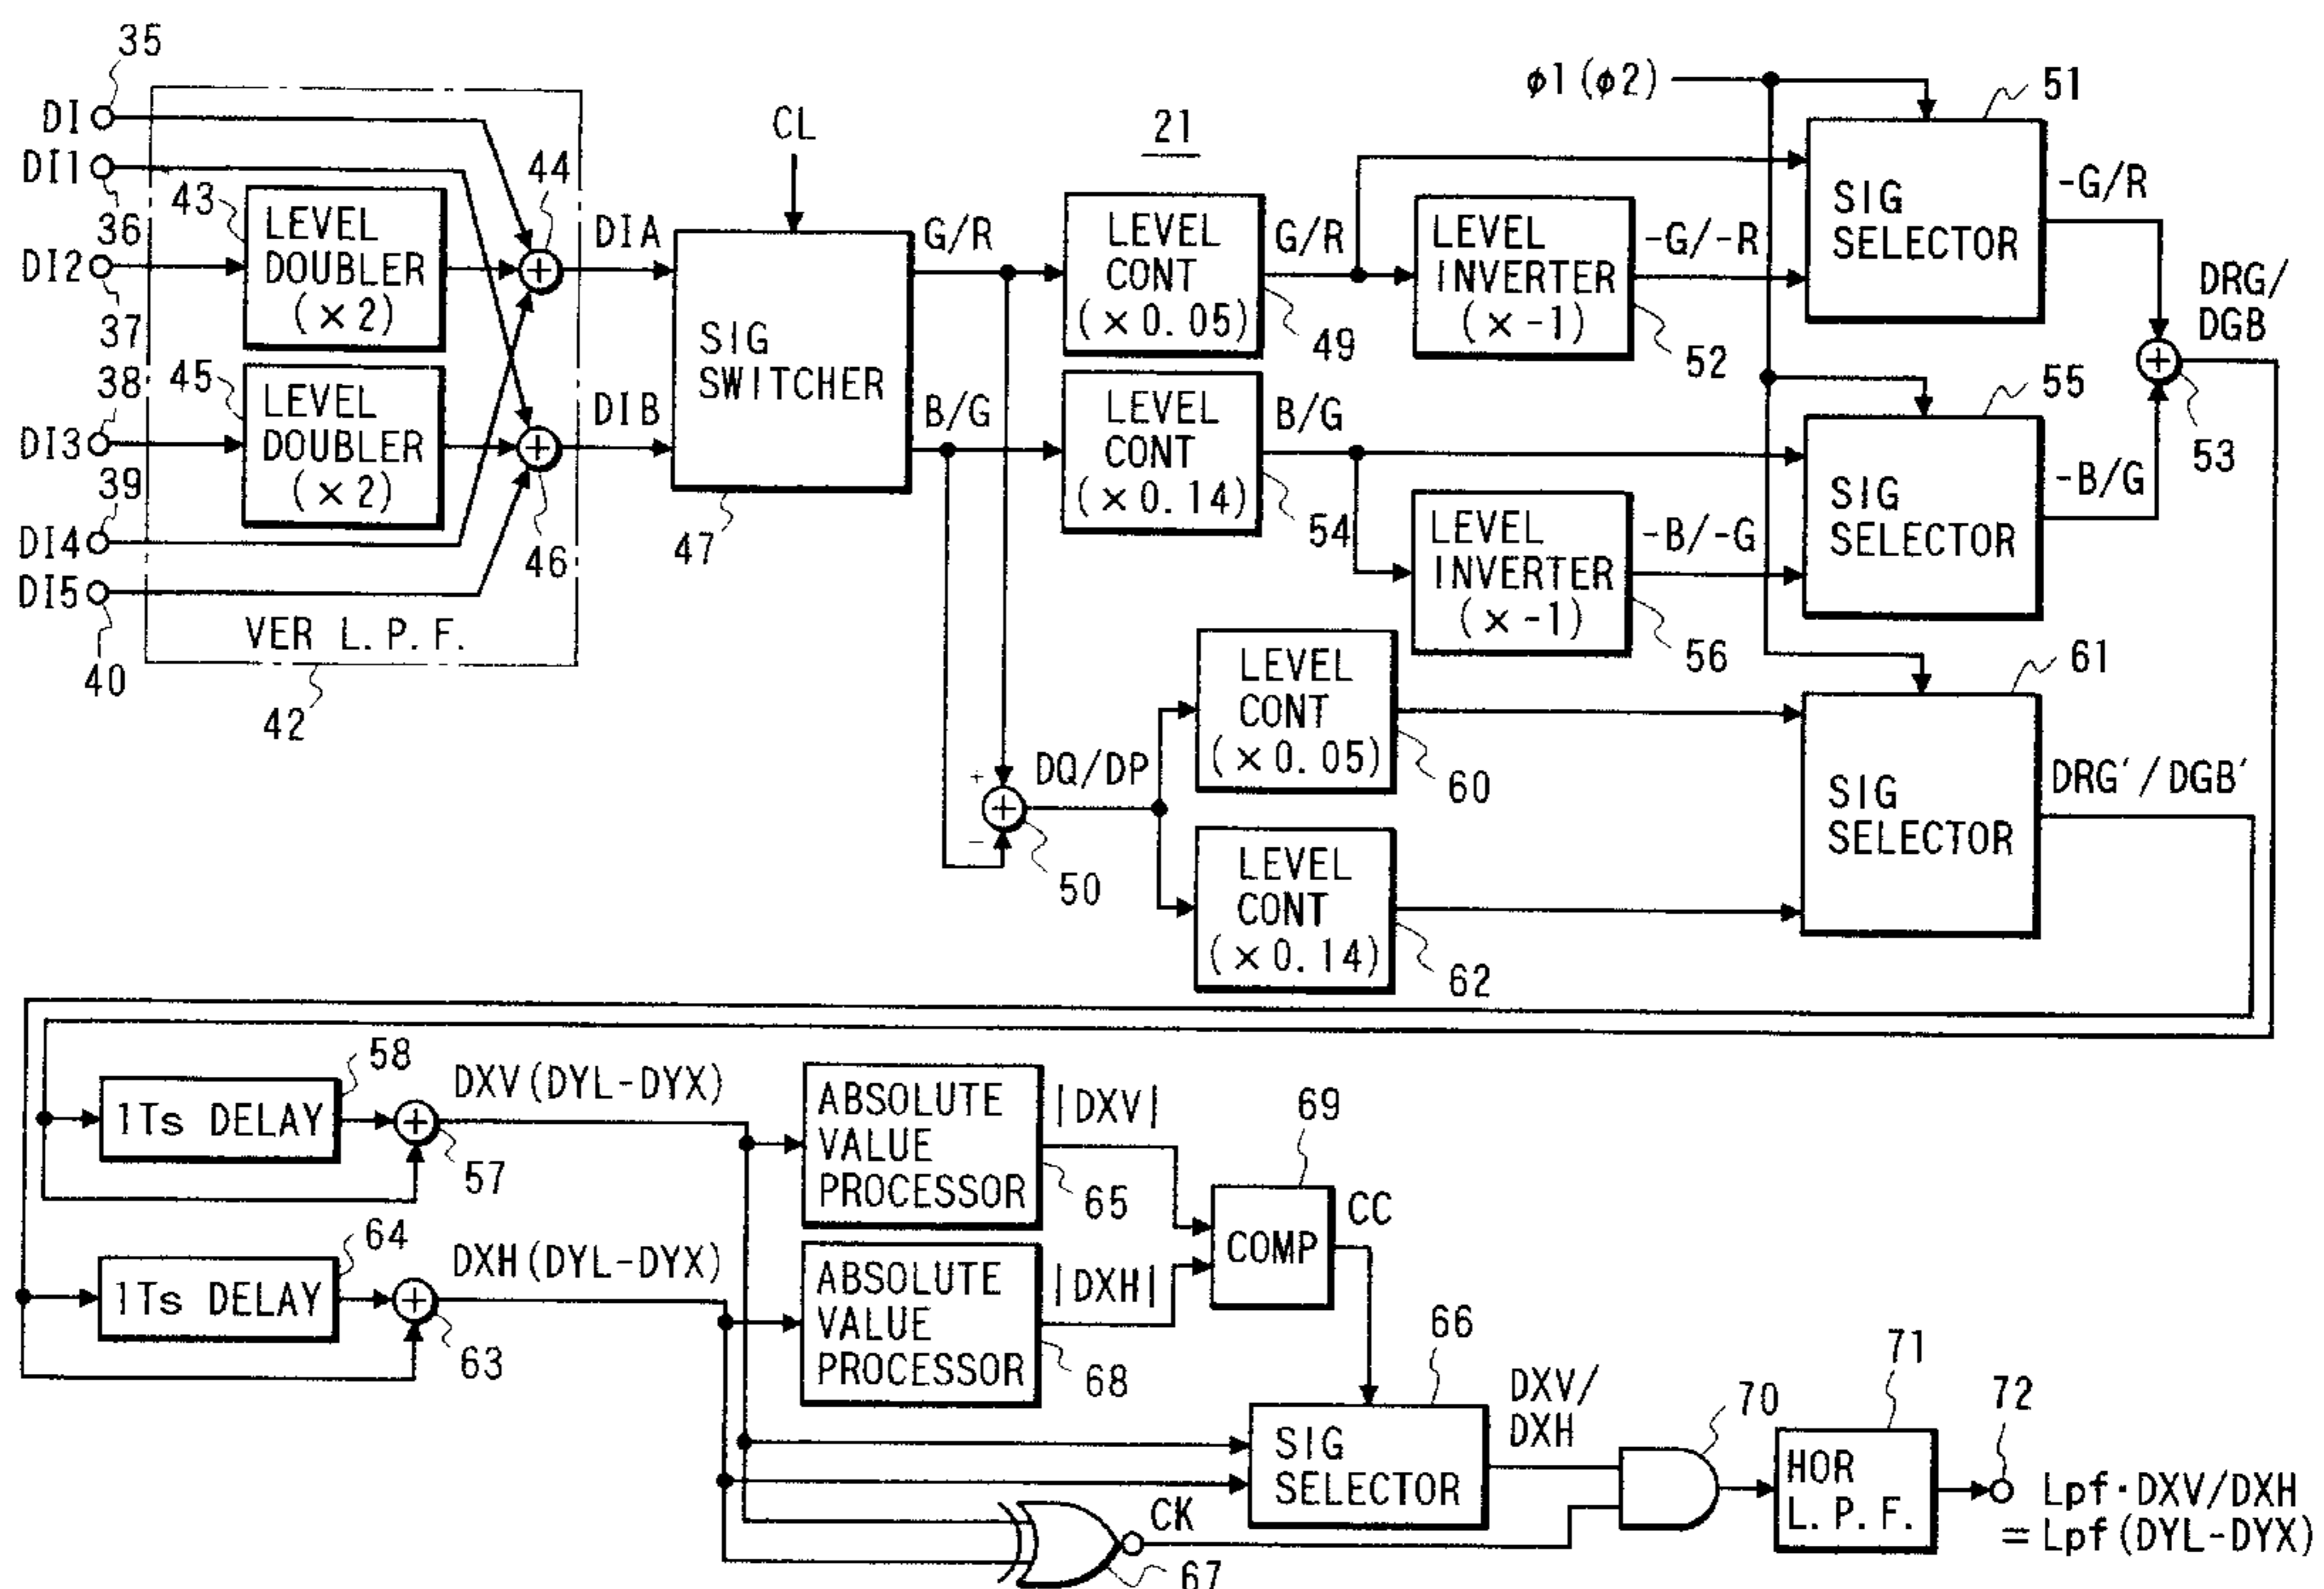 35
DI
DI1
36
43
LEVEL
DOUBLER
(×2)
DI2
37
44
DIA
38
45
LEVEL
DOUBLER
(×2)
DI3
39
DIB
46
DI4
DI5
40
VER L.P.F.
42
CL
SIG
SWITCHER
47
G/R
B/G
21
LEVEL
CONT
(×0.05)
49
G/R
LEVEL
CONT
(×0.14)
54
B/G
LEVEL
INVERTER
(×-1)
52
-G/-R
LEVEL
INVERTER
(×-1)
56
-B/-G
φ1(φ2)
SIG
SELECTOR
51
-G/R
DRG/
DGB
53
SIG
SELECTOR
55
-B/G
+
-
50
DQ/DP
LEVEL
CONT
(×0.05)
60
LEVEL
CONT
(×0.14)
62
SIG
SELECTOR
61
DRG'/DGB'
1Ts DELAY
58
57
DXV(DYL-DYX)
1Ts DELAY
64
63
DXH(DYL-DYX)
ABSOLUTE
VALUE
PROCESSOR
65
|DXV|
ABSOLUTE
VALUE
PROCESSOR
68
|DXH|
69
COMP
CC
66
SIG
SELECTOR
DXV/
DXH
CK
67
70
71
HOR
L.P.F.
72
Lpf·DXV/DXH
=Lpf(DYL-DYX)